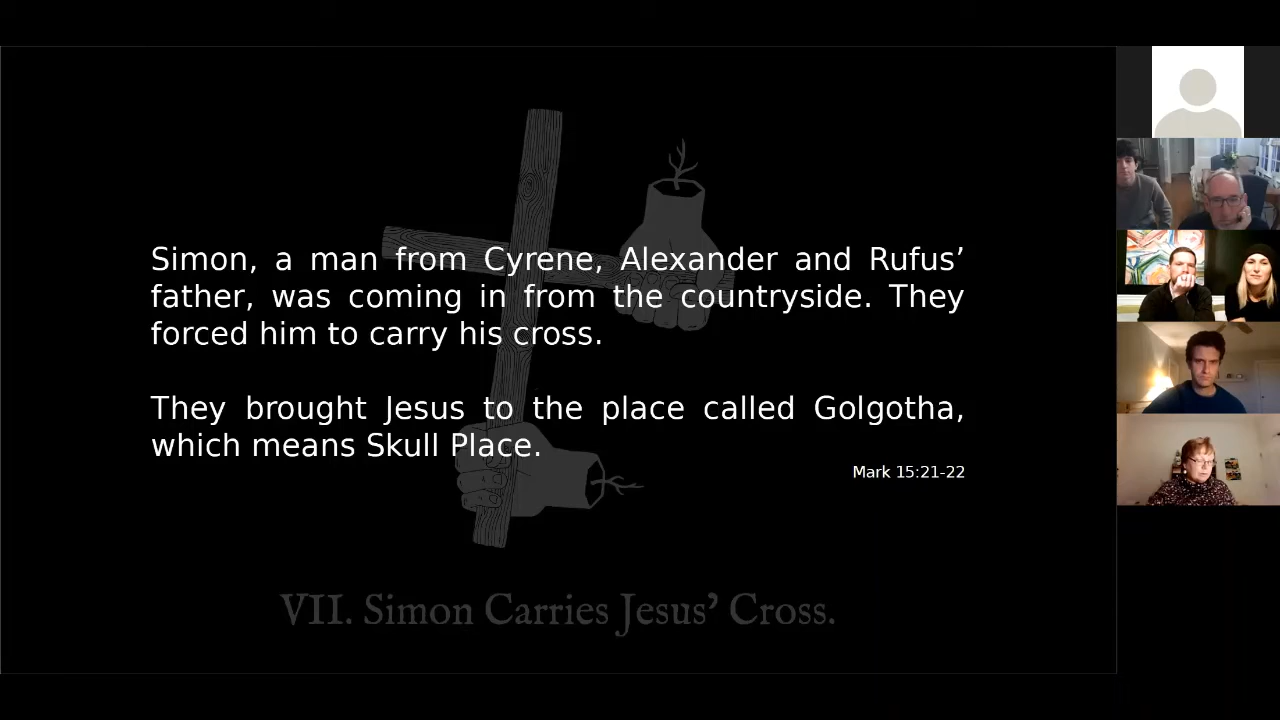 Simon, a man from Cyrene, Alexander and Rufus’
father, was coming in from the countryside. They
forced him to carry his cross.
They brought Jesus to the place called Golgotha,
which means Skull Place.
Mark 15:21-22
VII. Simon Carries Jesus’ Cross.